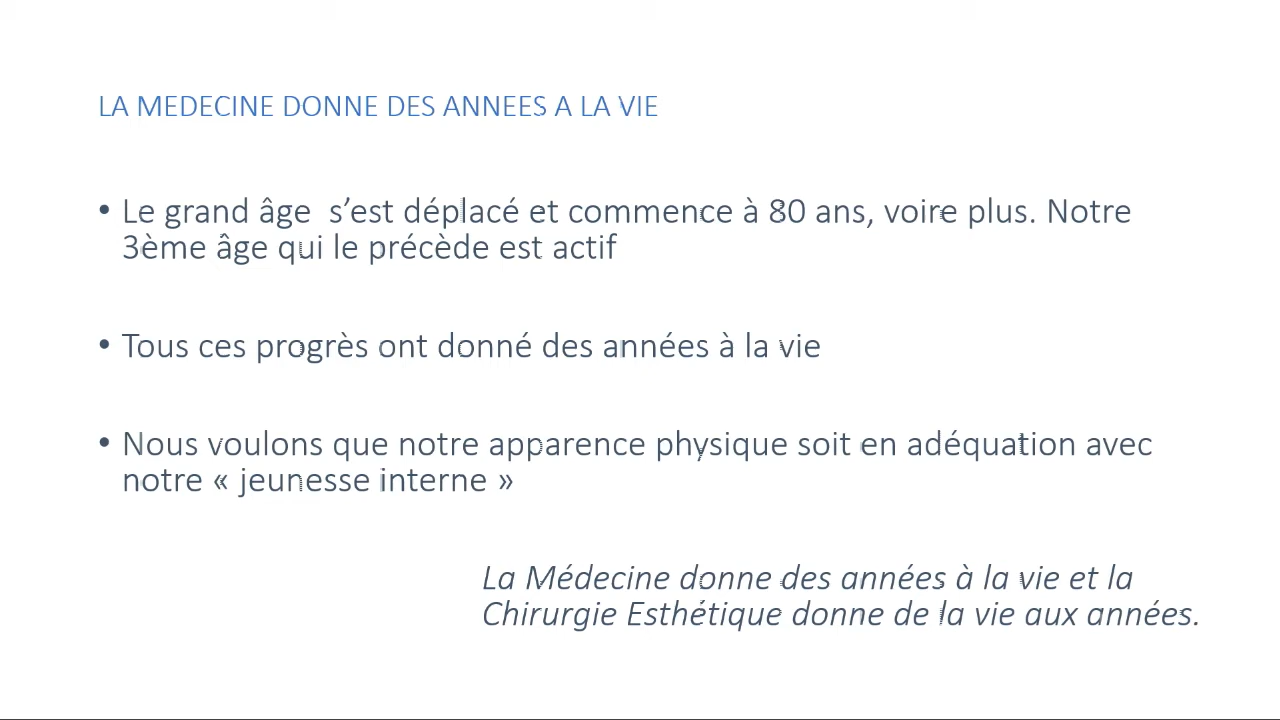 LA MEDECINE DONNE DES ANNEES A LA VIE
• Le grand âge  s’est déplacé et commence à 80 ans, voire plus. Notre
3ème âge qui le précède est actif
• Tous ces progrès ont donné des années à la vie
• Nous voulons que notre apparence physique soit en adéquation avec
notre « jeunesse interne »
La Médecine donne des années à la vie et la
Chirurgie Esthétique donne de la vie aux années.